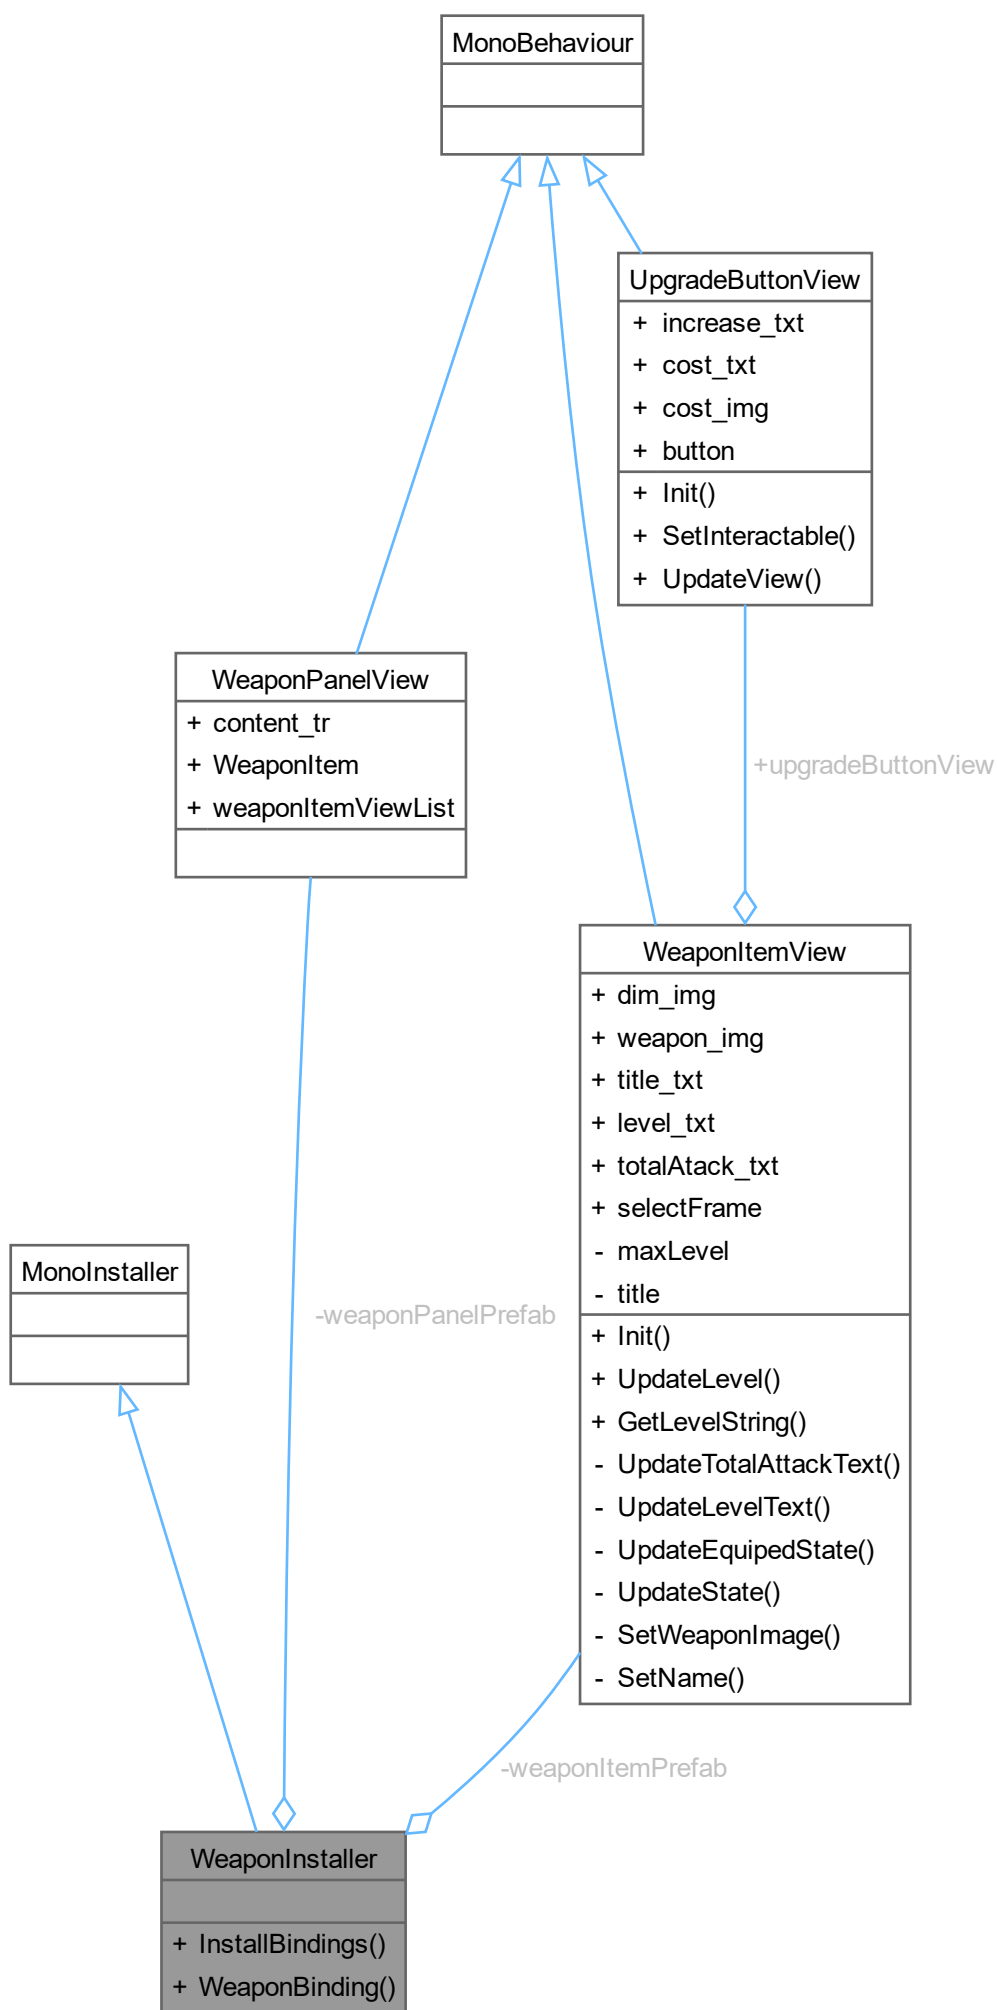 MonoBehaviour
UpgradeButtonView
+ increase_txt
+ cost_txt
+ cost_img
+ button
+ Init()
+ SetInteractable()
+ UpdateView()
WeaponPanelView
+ content_tr
+ WeaponItem
+ weaponItemViewList
+upgradeButtonView
WeaponItemView
+ dim_img
+ weapon_img
+ title_txt
+ level_txt
+ totalAtack_txt
+ selectFrame
- maxLevel
- title
+ Init()
+ UpdateLevel()
+ GetLevelString()
- UpdateTotalAttackText()
- UpdateLevelText()
- UpdateEquipedState()
- UpdateState()
- SetWeaponImage()
- SetName()
MonoInstaller
-weaponPanelPrefab
-weaponItemPrefab
WeaponInstaller
+ InstallBindings()
+ WeaponBinding()